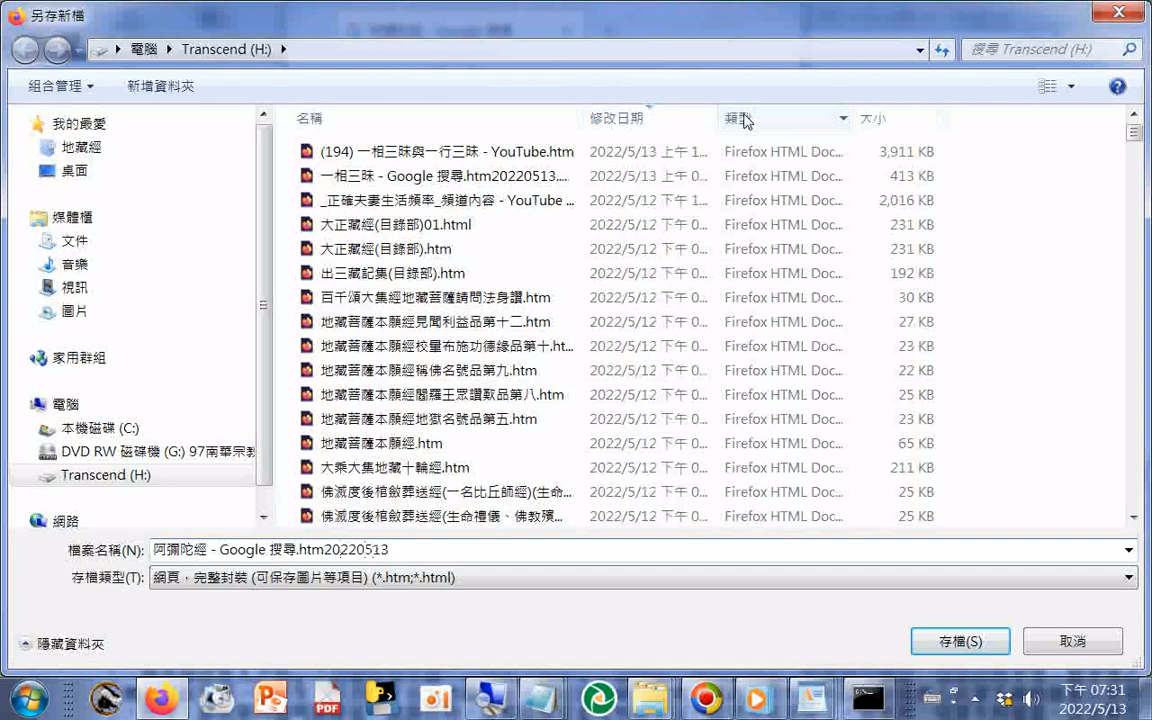 另存新檔
電腦 Transcend (H:) 搜尋 Transcend (H:)
組合管理 新增資料夾
我的最愛
地藏經
桌面
媒體櫃
文件
音樂
視訊
圖片
家用群組
電腦
本機磁碟 (C:)
DVD RW 磁碟機 (G:) 97南華宗教
Transcend (H:)
網路
名稱 修改日期 類型 大小
(194) 一相三昧與一行三昧 - YouTube.htm 2022/5/13 上午 1... Firefox HTML Doc... 3,911 KB
一相三昧 - Google 搜尋.htm20220513.... 2022/5/13 上午 0... Firefox HTML Doc... 413 KB
_正確夫妻生活頻率_頻道內容 - YouTube ... 2022/5/12 下午 1... Firefox HTML Doc... 2,016 KB
大正藏經(目錄部)01.html 2022/5/12 下午 0... Firefox HTML Doc... 231 KB
大正藏經(目錄部).htm 2022/5/12 下午 0... Firefox HTML Doc... 231 KB
出三藏記集(目錄部).htm 2022/5/12 下午 0... Firefox HTML Doc... 192 KB
百千頌大集經地藏菩薩請問法身讚.htm 2022/5/12 下午 0... Firefox HTML Doc... 30 KB
地藏菩薩本願經見聞利益品第十二.htm 2022/5/12 下午 0... Firefox HTML Doc... 27 KB
地藏菩薩本願經校量布施功德緣品第十.ht... 2022/5/12 下午 0... Firefox HTML Doc... 23 KB
地藏菩薩本願經稱佛名號品第九.htm 2022/5/12 下午 0... Firefox HTML Doc... 22 KB
地藏菩薩本願經閻羅王眾讚歎品第八.htm 2022/5/12 下午 0... Firefox HTML Doc... 25 KB
地藏菩薩本願經地獄名號品第五.htm 2022/5/12 下午 0... Firefox HTML Doc... 23 KB
地藏菩薩本願經.htm 2022/5/12 下午 0... Firefox HTML Doc... 65 KB
大乘大集地藏十輪經.htm 2022/5/12 下午 0... Firefox HTML Doc... 211 KB
佛滅度後棺斂葬送經(一名比丘師經)(生命... 2022/5/12 下午 0... Firefox HTML Doc... 25 KB
佛滅度後棺斂葬送經(生命禮儀、佛教殯... 2022/5/12 下午 0... Firefox HTML Doc... 25 KB
檔案名稱(N): 阿彌陀經 - Google 搜尋.htm20220513
存檔類型(T): 網頁，完整封裝 (可保存圖片等項目) (*.htm;*.html)
隱藏資料夾 存檔(S) 取消
下午 07:31
2022/5/13